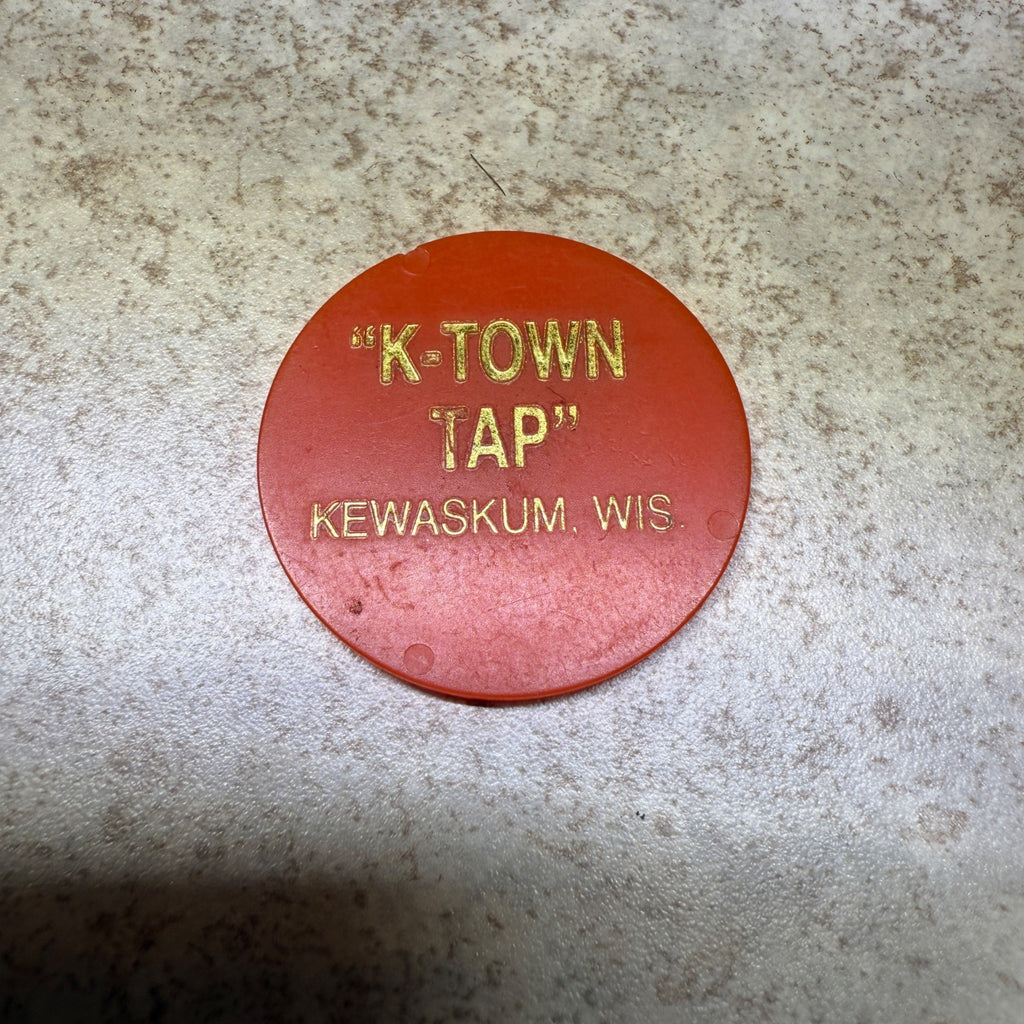 “K-TOWN
TAP”
KEWASKUM, WIS.